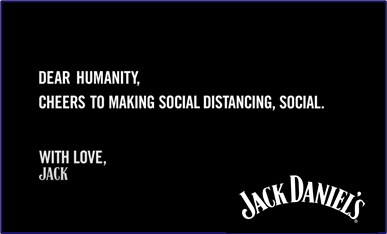 DEAR HUMANITY,
CHEERS TO MAKING SOCIAL DISTANCING, SOCIAL.
WITH LOVE,
JACK
JACK DANIEL'S